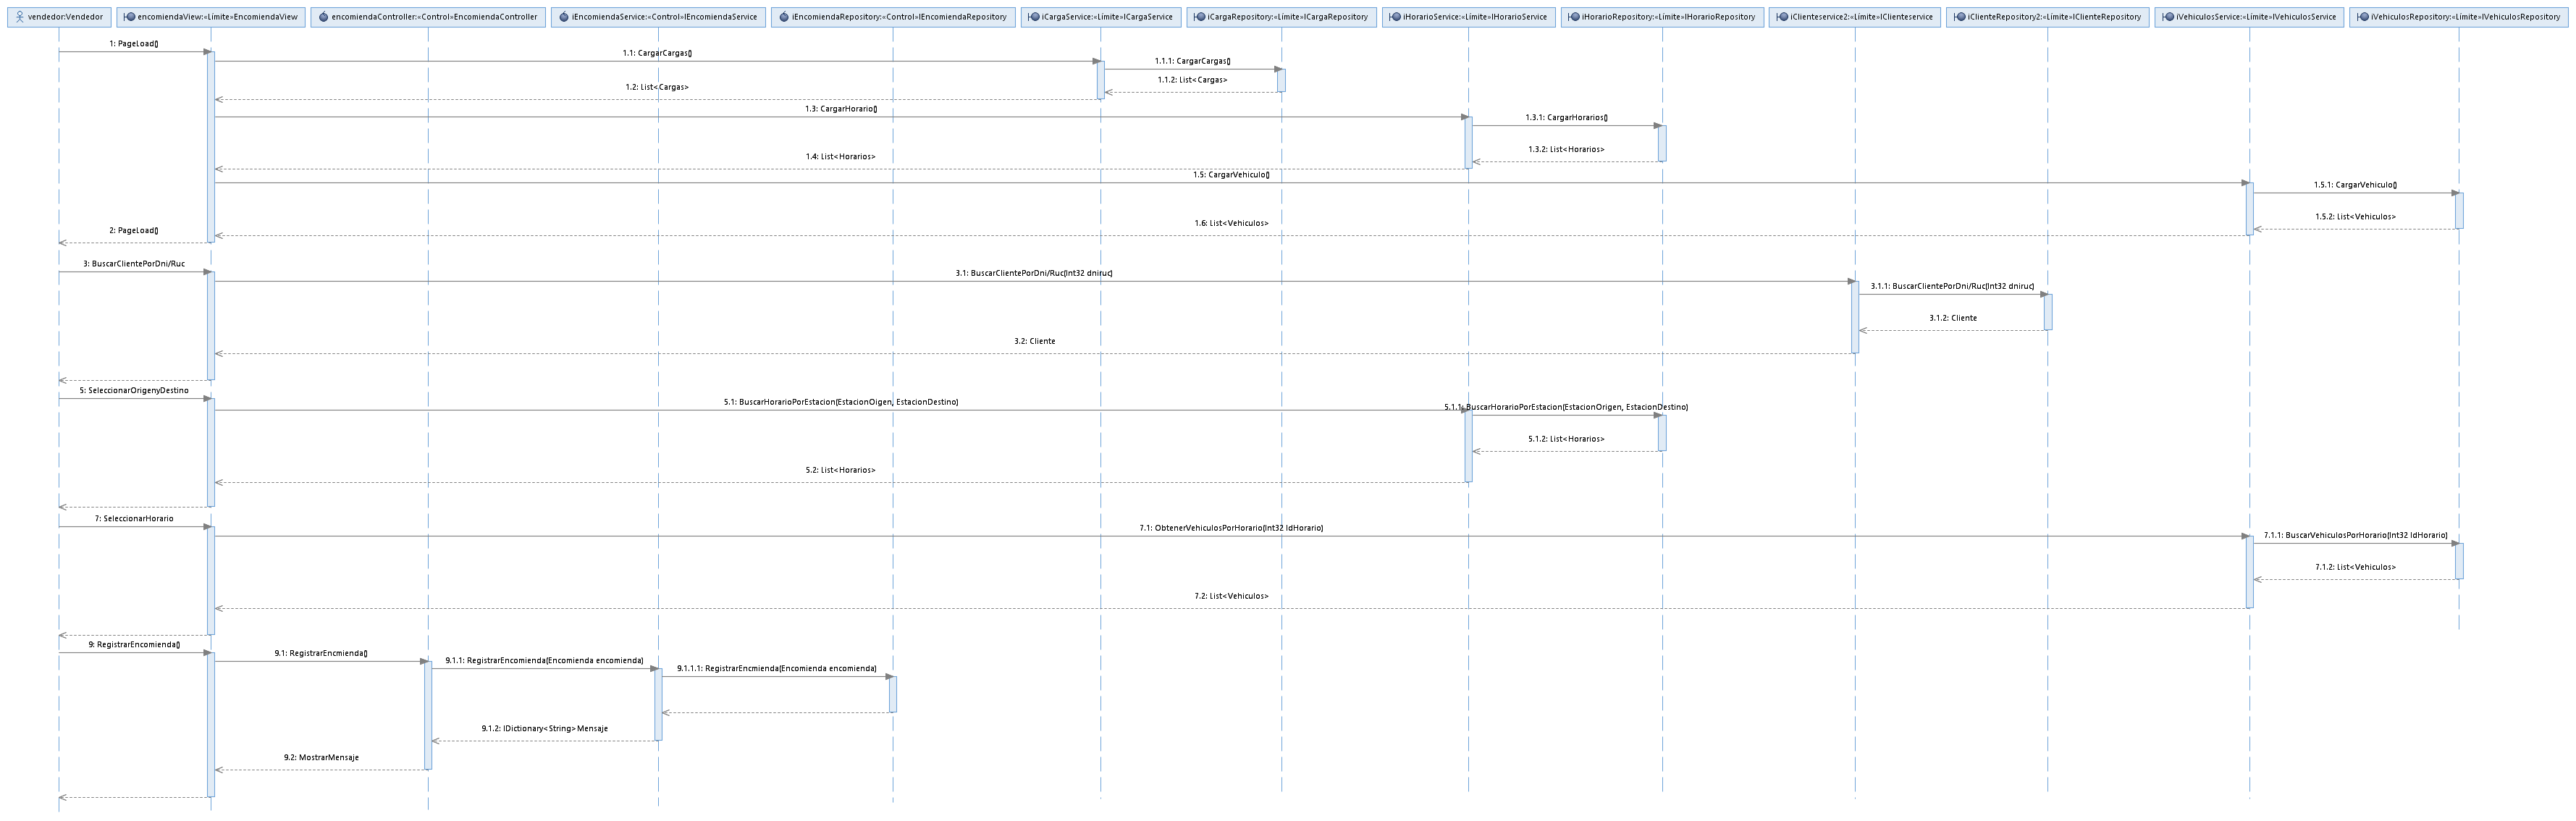 vendedor:Vendedor
encomiendaView:«Límite»EncomiendaView
encomiendaController:«Control»EncomiendaController
iEncomiendaService:«Control»IEncomiendaService
iEncomiendaRepository:«Control»IEncomiendaRepository
iCargaService:«Límite»ICargaService
iCargaRepository:«Límite»ICargaRepository
iHorarioService:«Límite»IHorarioService
iHorarioRepository:«Límite»IHorarioRepository
iClienteservice2:«Límite»IClienteservice
iClienteRepository2:«Límite»IClienteRepository
iVehiculosService:«Límite»IVehiculosService
iVehiculosRepository:«Límite»IVehiculosRepository
1: PageLoad()
1.1: CargarCargas()
1.1.1: CargarCargas()
1.1.2: List<Cargas>
1.2: List<Cargas>
1.3: CargarHorario()
1.3.1: CargarHorarios()
1.3.2: List<Horarios>
1.4: List<Horarios>
1.5: CargarVehiculo()
1.5.1: CargarVehiculo()
1.5.2: List<Vehiculos>
1.6: List<Vehiculos>
2: PageLoad()
3: BuscarClientePorDni/Ruc
3.1: BuscarClientePorDni/Ruc(Int32 dniruc)
3.1.1: BuscarClientePorDni/Ruc(Int32 dniruc)
3.1.2: Cliente
3.2: Cliente
5: SeleccionarOrigenyDestino
5.1: BuscarHorarioPorEstacion(EstacionOigen, EstacionDestino)
5.1.1: BuscarHorarioPorEstacion(EstacionOrigen, EstacionDestino)
5.1.2: List<Horarios>
5.2: List<Horarios>
7: SeleccionarHorario
7.1: ObtenerVehiculosPorHorario(Int32 IdHorario)
7.1.1: BuscarVehiculosPorHorario(Int32 IdHorario)
7.1.2: List<Vehiculos>
7.2: List<Vehiculos>
9: RegistrarEncomienda()
9.1: RegistrarEncmienda()
9.1.1: RegistrarEncomienda(Encomienda encomienda)
9.1.1.1: RegistrarEncmienda(Encomienda encomienda)
9.1.2: IDictionary<String>Mensaje
9.2: MostrarMensaje